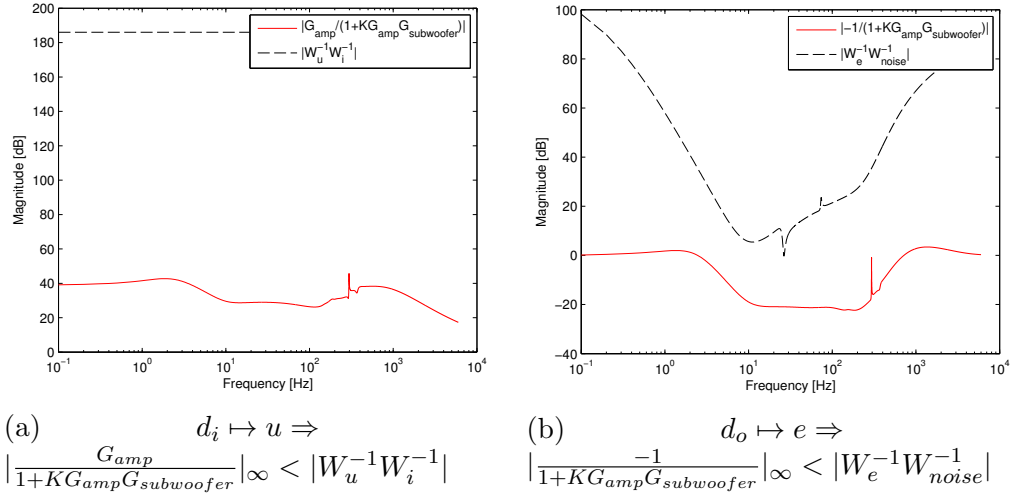 200
180
160
140
120
100
80
60
40
20
0
Magnitude [dB]
|G_amp/(1+KG_amp G_subwoofer)|
|W_u^-1 W_i^-1|
10^-1 10^0 10^1 10^2 10^3 10^4
Frequency [Hz]
100
80
60
40
20
0
−20
−40
Magnitude [dB]
|−1/(1+KG_amp G_subwoofer)|
|W_e^-1 W_noise^-1|
10^-1 10^0 10^1 10^2 10^3 10^4
Frequency [Hz]
(a) d_i ↦ u ⇒
|G_amp/(1+KG_amp G_subwoofer)|_∞ < |W_u^-1 W_i^-1|
(b) d_o ↦ e ⇒
|−1/(1+KG_amp G_subwoofer)|_∞ < |W_e^-1 W_noise^-1|